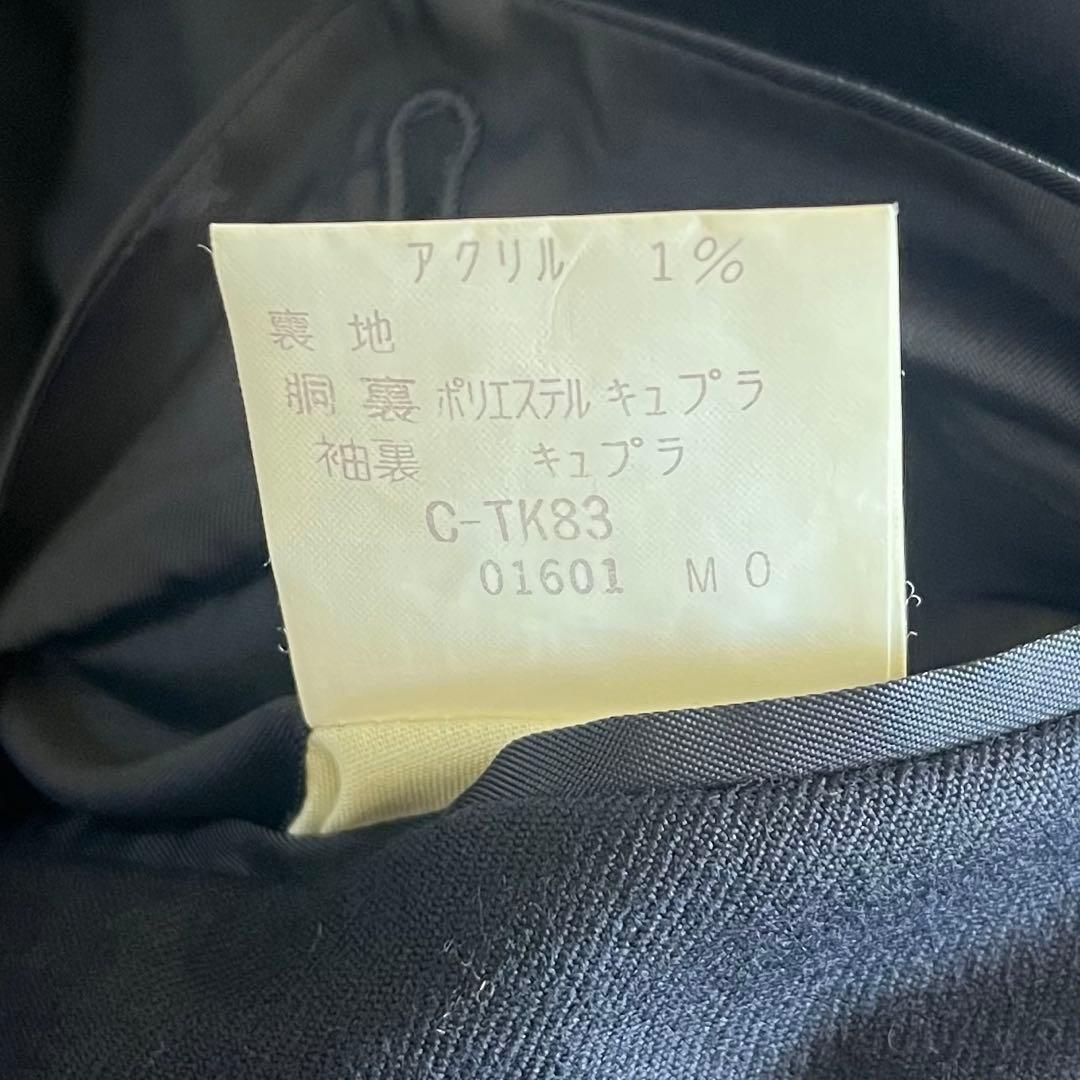 アクリル 1%
裏地
胴裏 ポリエステル キュプラ
袖裏 キュプラ
C-TK83
01601 M O